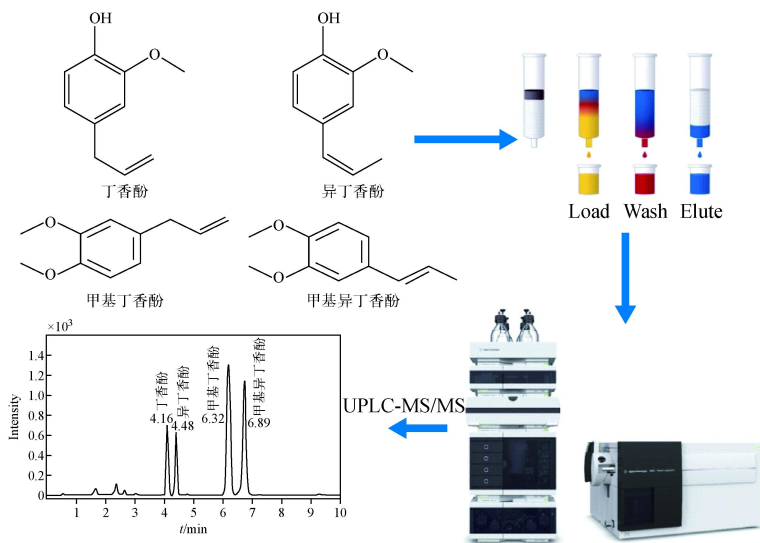 OH
O
丁香酚
OH
O
异丁香酚
O
O
甲基丁香酚
O
O
甲基异丁香酚
Load Wash Elute
UPLC-MS/MS
×10³
Intensity
1.6
1.4
1.2
1.0
0.8
0.6
0.4
0.2
0
丁香酚
4.16
异丁香酚
4.48
甲基丁香酚
6.32
甲基异丁香酚
6.89
1 2 3 4 5 6 7 8 9 10
t/min